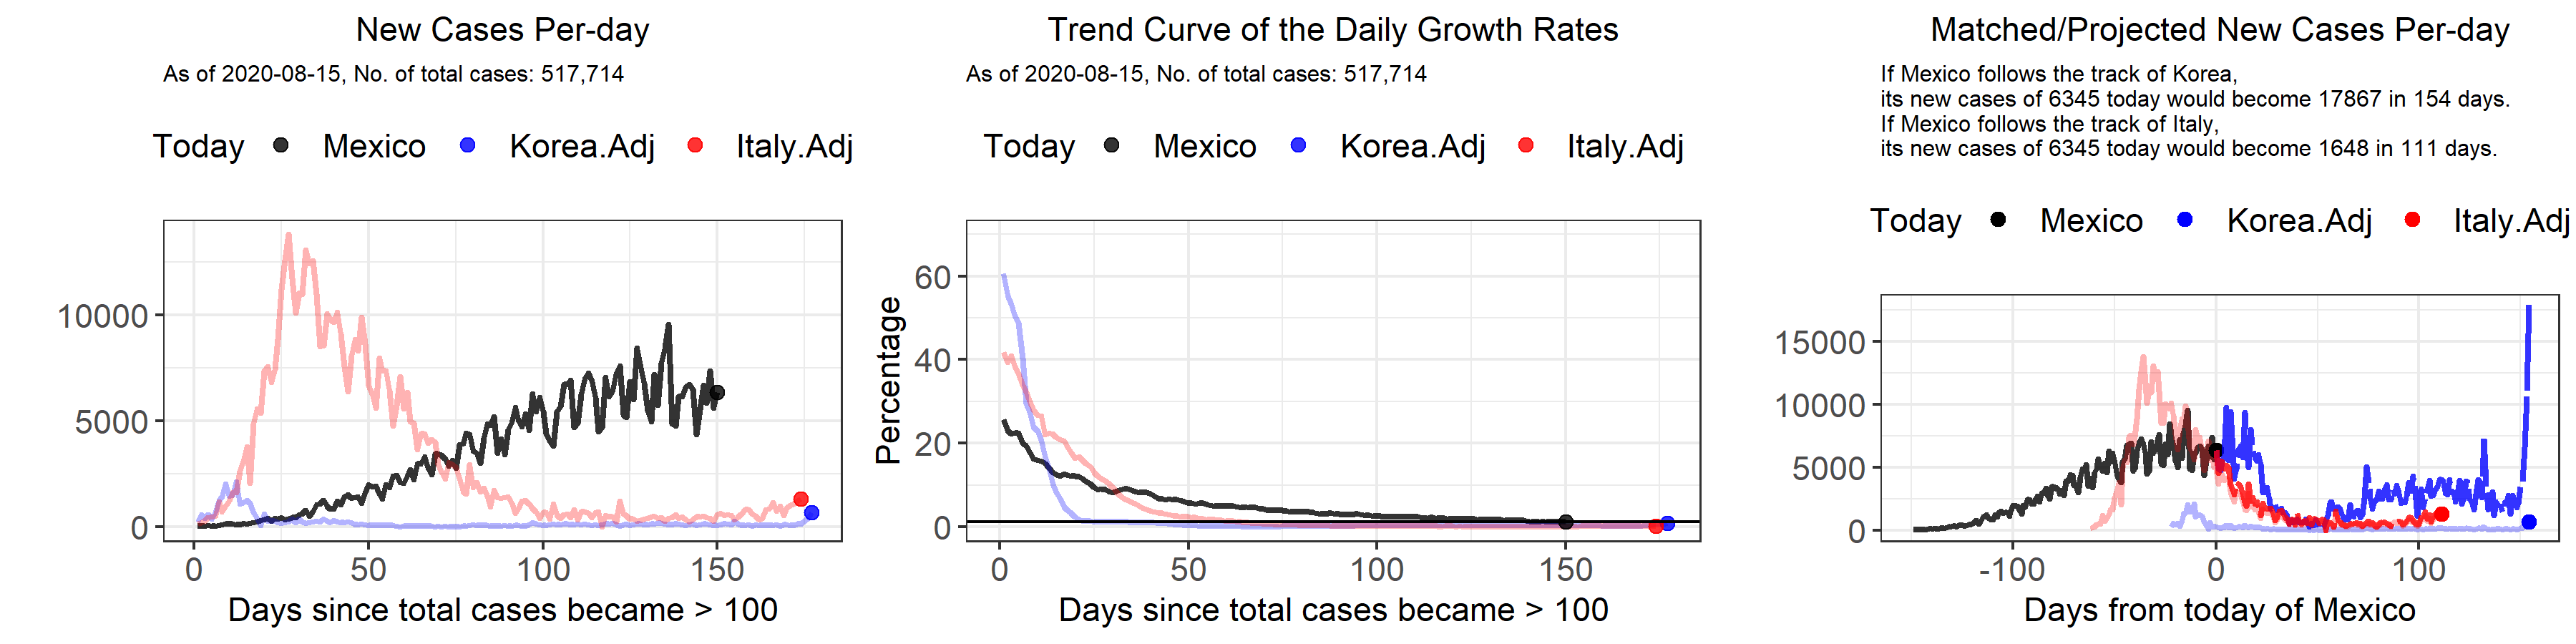 New Cases Per-day
As of 2020-08-15, No. of total cases: 517,714
Today Mexico Korea.Adj Italy.Adj
10000
5000
0
0 50 100 150
Days since total cases became > 100
Trend Curve of the Daily Growth Rates
As of 2020-08-15, No. of total cases: 517,714
Today Mexico Korea.Adj Italy.Adj
Percentage
60
40
20
0
0 50 100 150
Days since total cases became > 100
Matched/Projected New Cases Per-day
If Mexico follows the track of Korea,
its new cases of 6345 today would become 17867 in 154 days.
If Mexico follows the track of Italy,
its new cases of 6345 today would become 1648 in 111 days.
Today Mexico Korea.Adj Italy.Adj
15000
10000
5000
0
-100 0 100
Days from today of Mexico